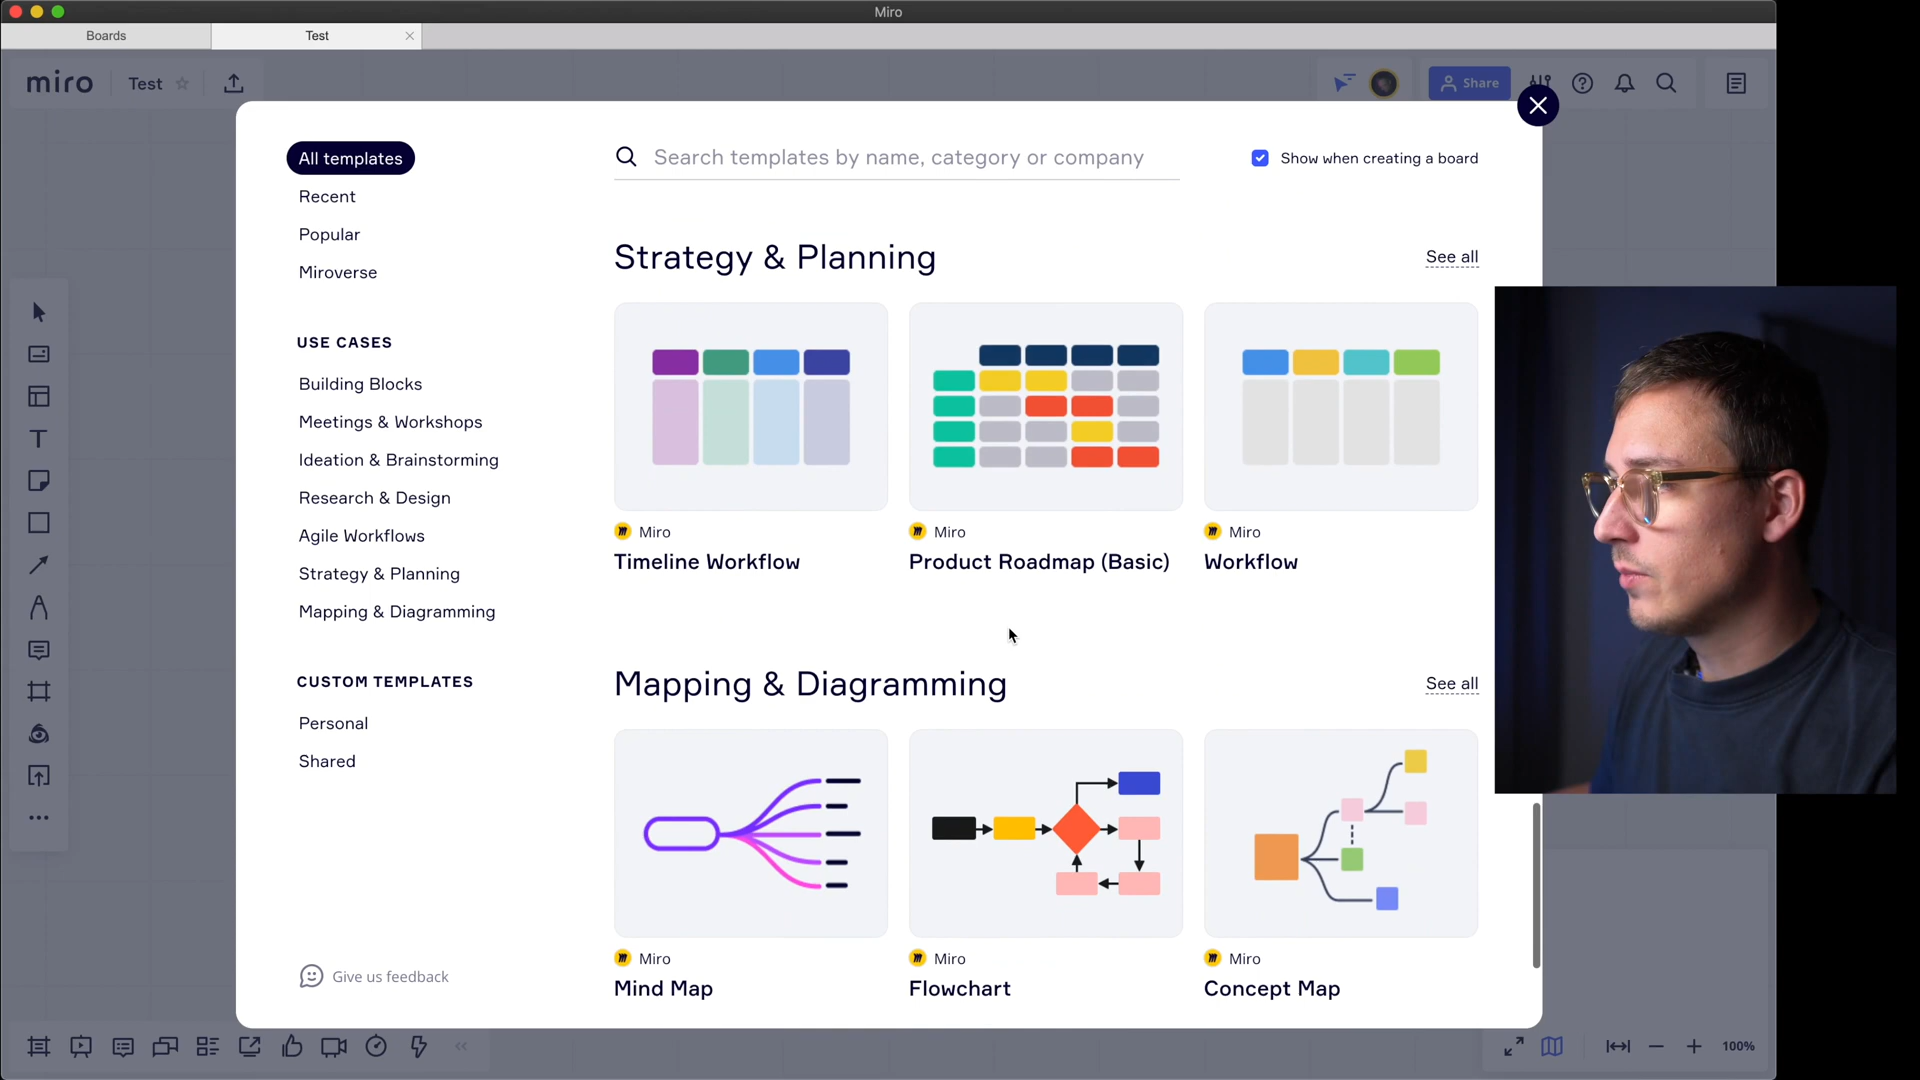 Miro
Boards
Test
miro
Test
Share
All templates
Search templates by name, category or company
Show when creating a board
Recent
Popular
Miroverse
USE CASES
Building Blocks
Meetings & Workshops
Ideation & Brainstorming
Research & Design
Agile Workflows
Strategy & Planning
Mapping & Diagramming
CUSTOM TEMPLATES
Personal
Shared
Give us feedback
Strategy & Planning
See all
Miro
Timeline Workflow
Miro
Product Roadmap (Basic)
Miro
Workflow
Mapping & Diagramming
See all
Miro
Mind Map
Miro
Flowchart
Miro
Concept Map
100%